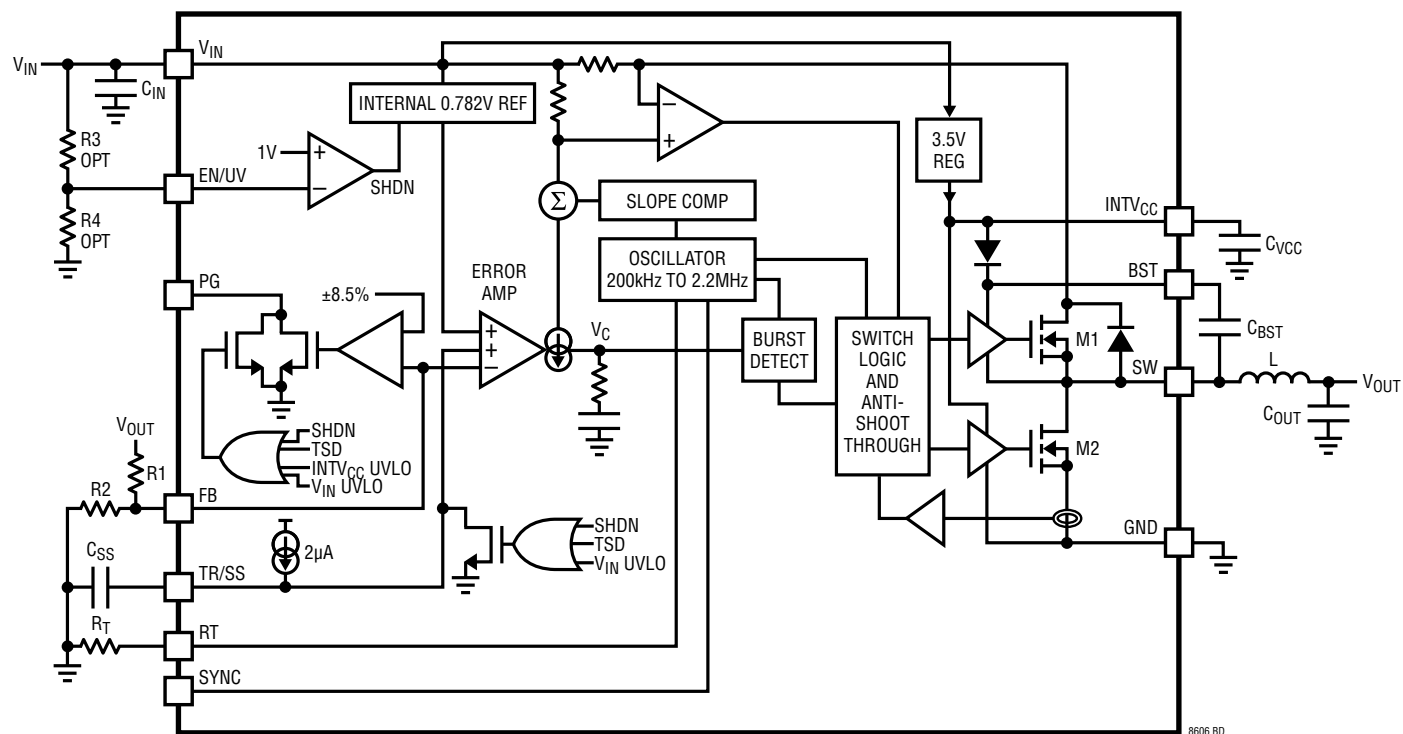 VIN
VIN
CIN
R3
OPT
EN/UV
R4
OPT
1V
+
−
SHDN
INTERNAL 0.782V REF
−
+
3.5V
REG
Σ
SLOPE COMP
OSCILLATOR
200kHz TO 2.2MHz
INTVCC
CVCC
BST
CBST
PG
±8.5%
ERROR
AMP
+
+
−
VC
BURST
DETECT
SWITCH
LOGIC
AND
ANTI-
SHOOT
THROUGH
M1
SW
L
VOUT
COUT
M2
VOUT
R1
R2
FB
SHDN
TSD
INTVCC UVLO
VIN UVLO
CSS
TR/SS
2µA
SHDN
TSD
VIN UVLO
GND
RT
RT
SYNC
8606 BD